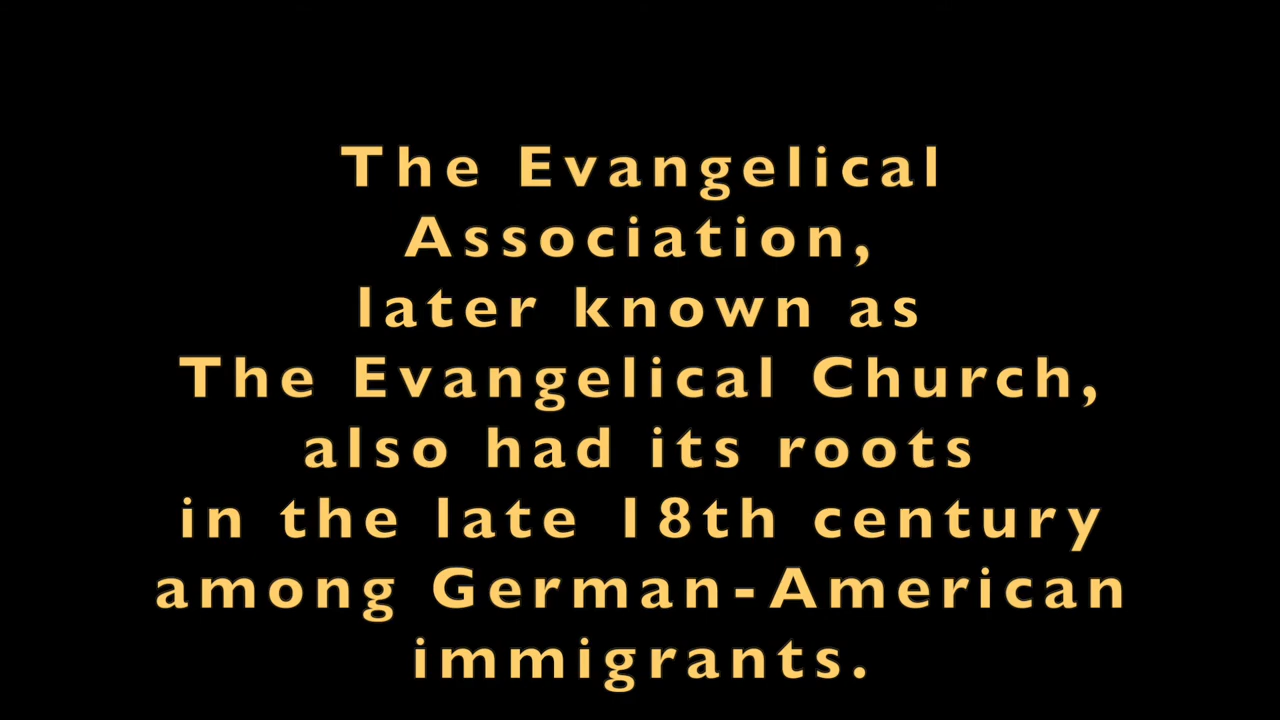 The Evangelical
Association,
later known as
The Evangelical Church,
also had its roots
in the late 18th century
among German-American
immigrants.